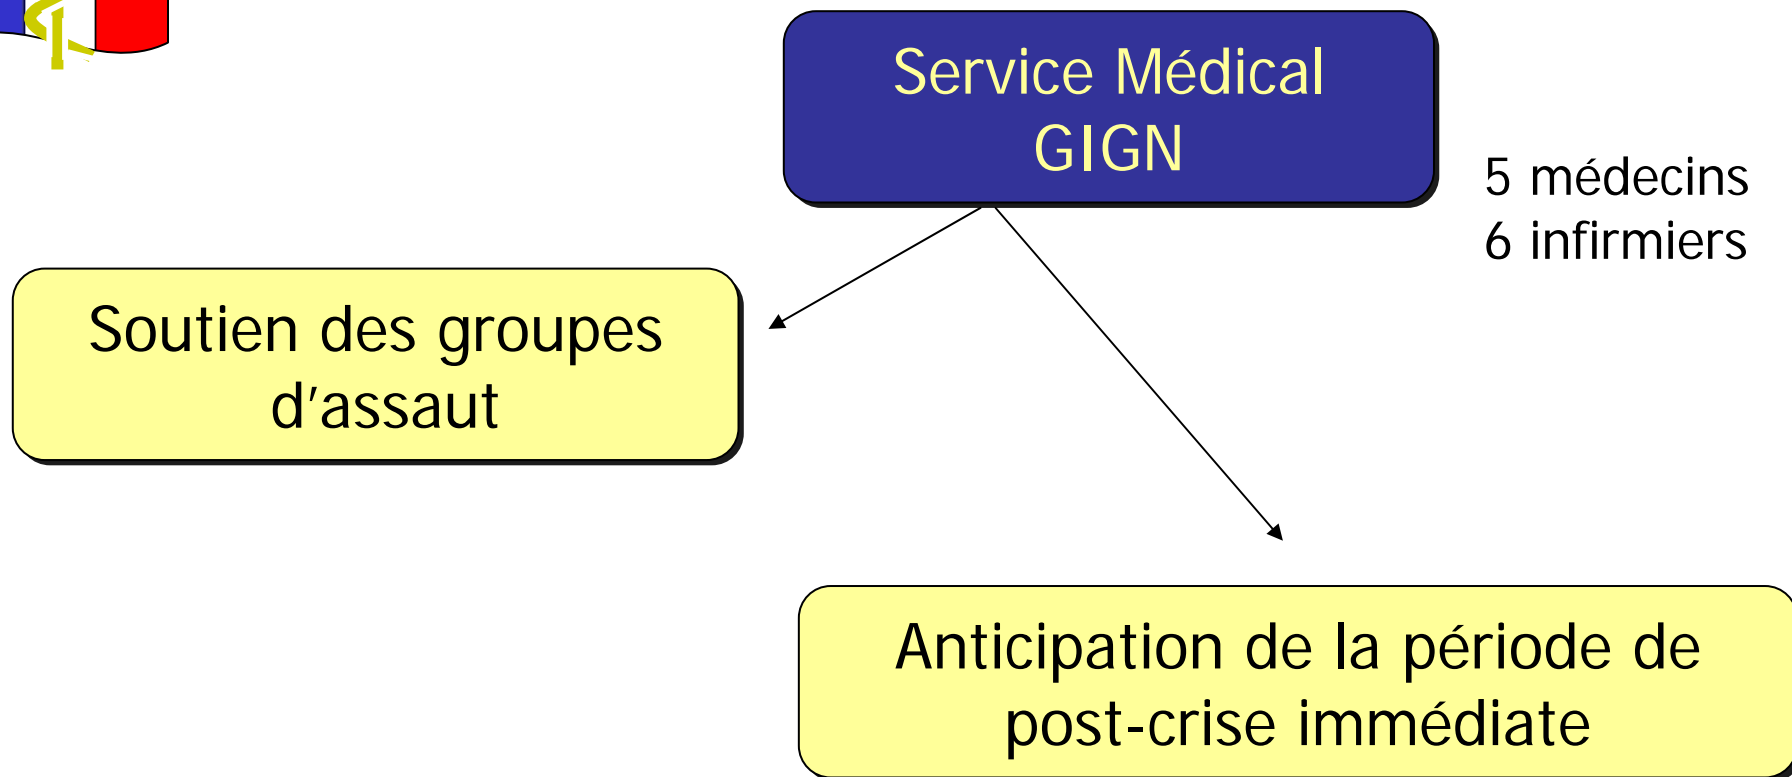 Service Médical
GIGN
5 médecins
6 infirmiers
Soutien des groupes
d'assaut
Anticipation de la période de
post-crise immédiate